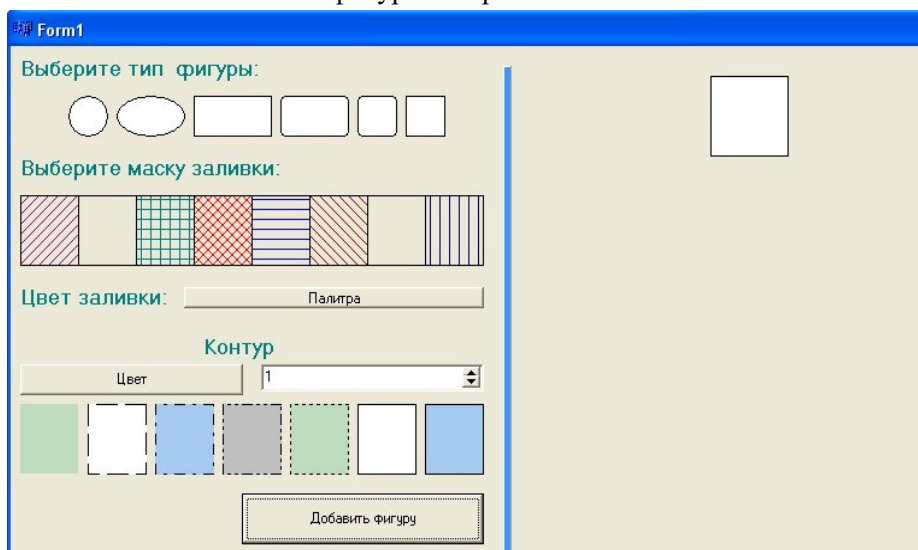 Form1
Выберите тип фигуры:
Выберите маску заливки:
Цвет заливки: Палитра
Контур
Цвет 1
Добавить фигуру